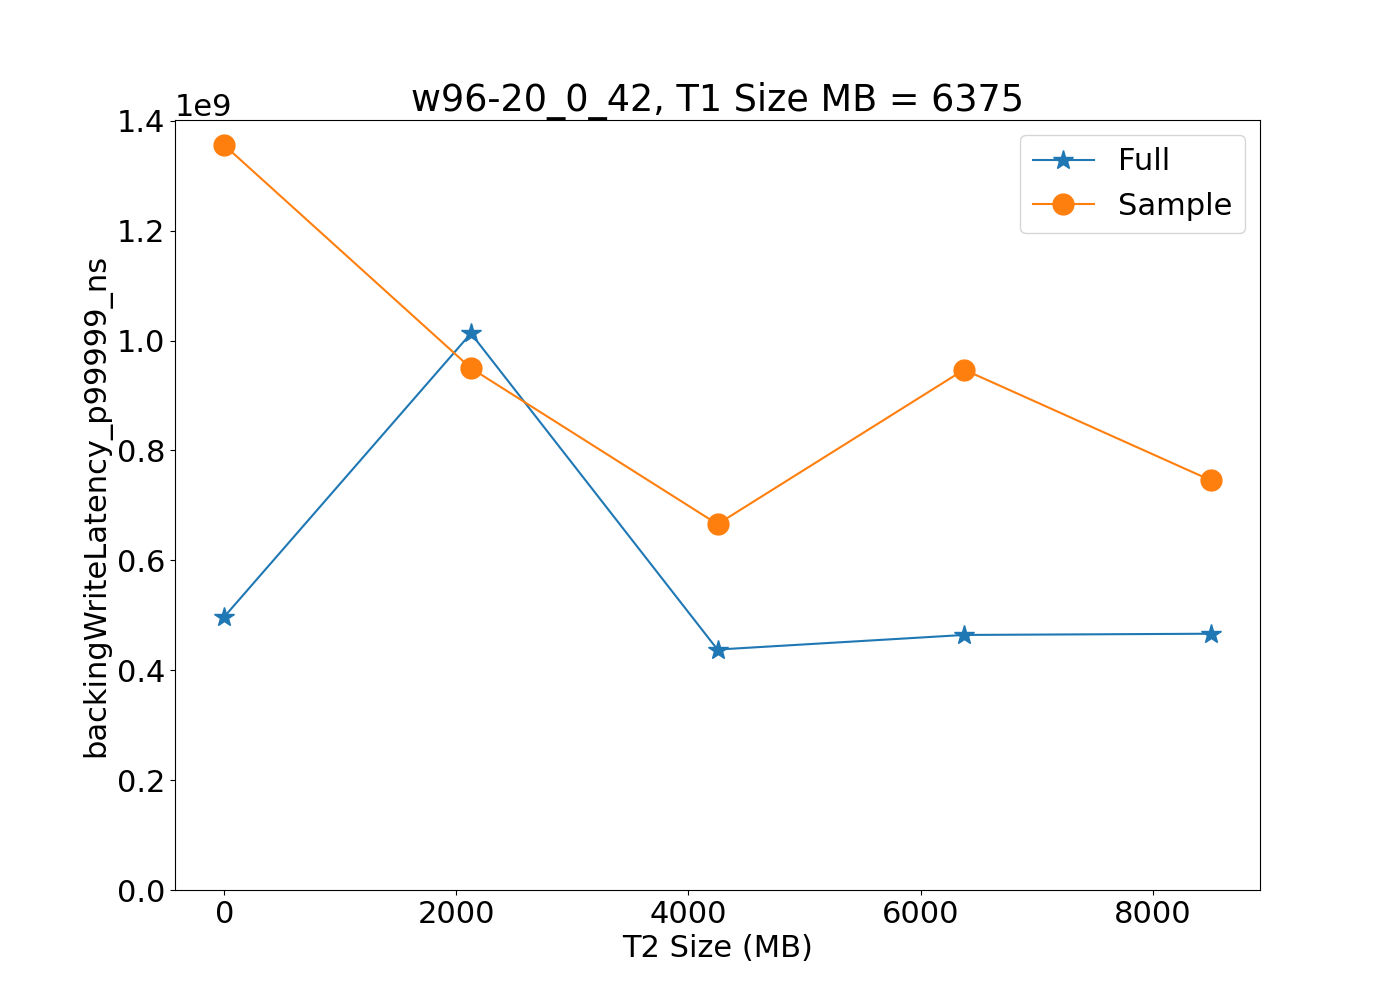 w96-20_0_42, T1 Size MB = 6375
1e9
1.4
1.2
1.0
0.8
0.6
0.4
0.2
0.0
backingWriteLatency_p99999_ns
Full
Sample
0 2000 4000 6000 8000
T2 Size (MB)